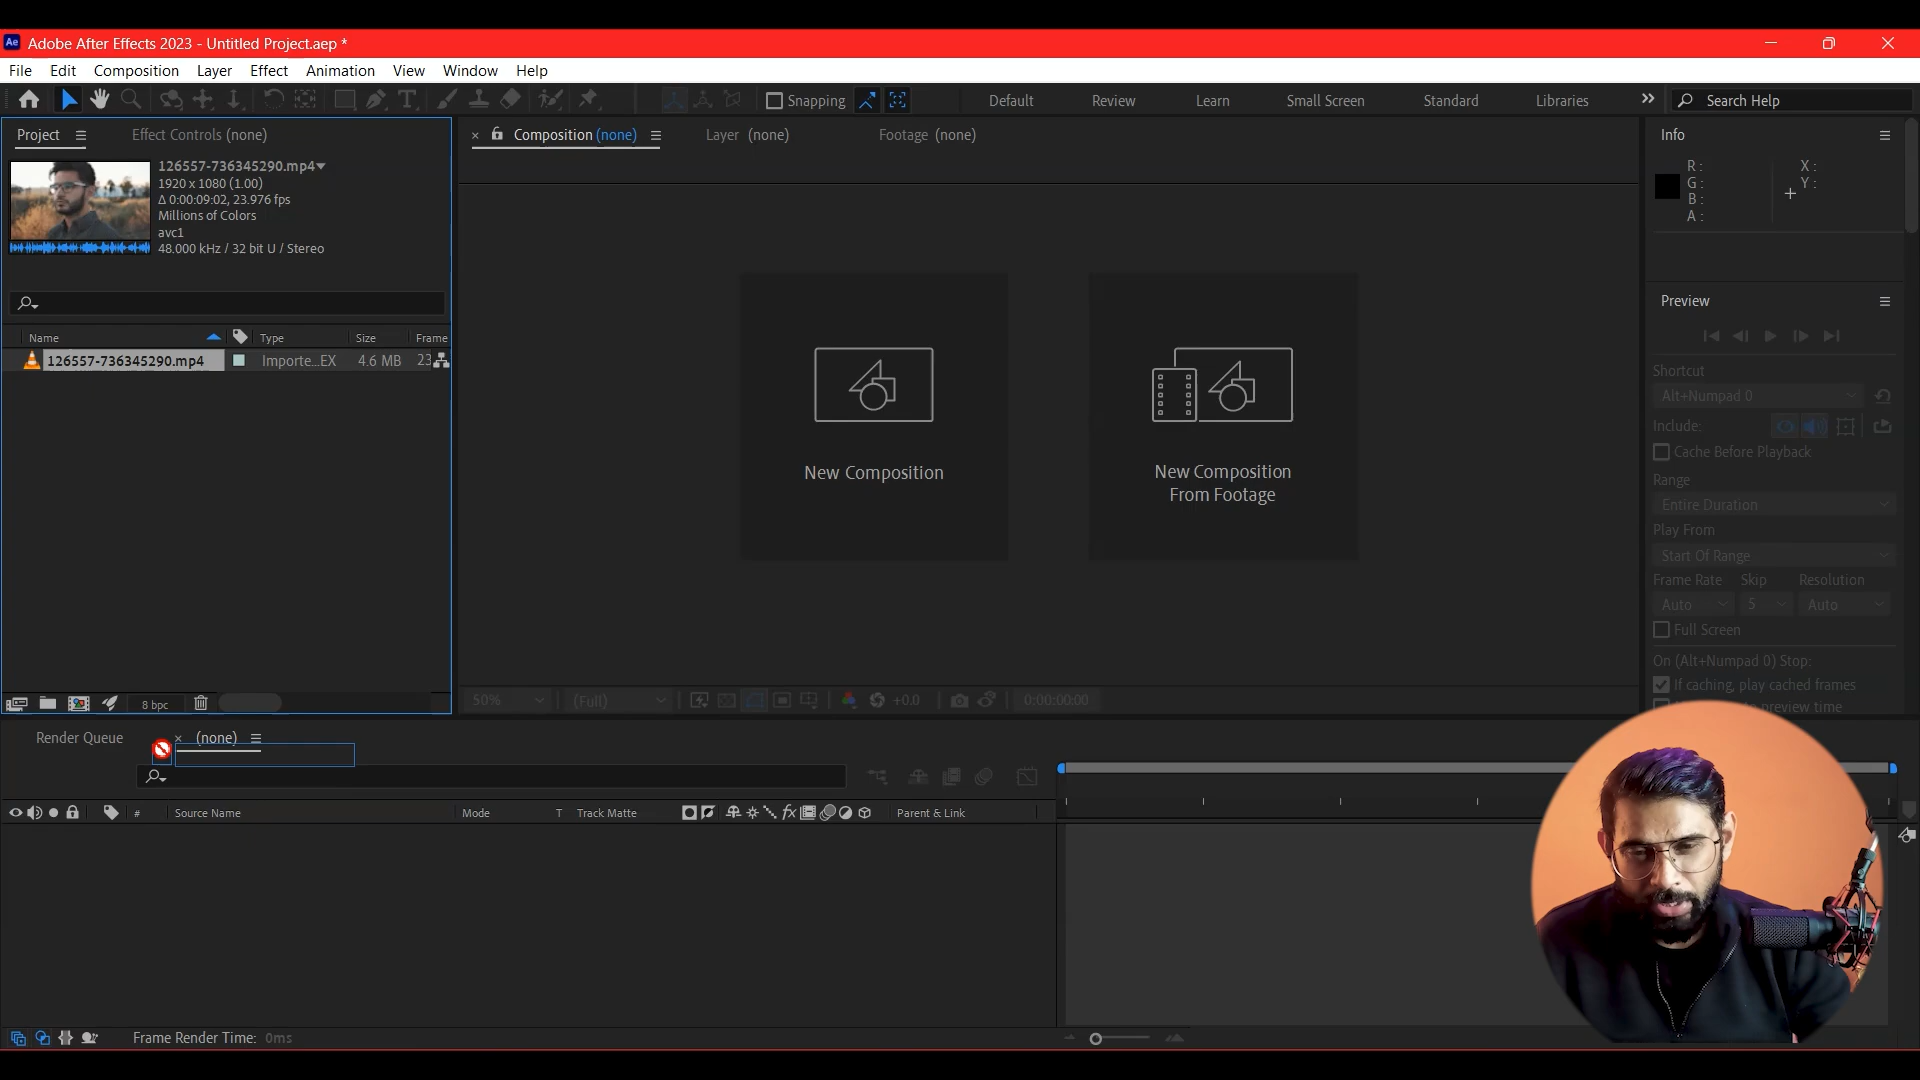 Ae Adobe After Effects 2023 - Untitled Project.aep *
File Edit Composition Layer Effect Animation View Window Help
Snapping Default Review Learn Small Screen Standard Libraries Search Help
Project Effect Controls (none)
126557-736345290.mp4
1920 x 1080 (1.00)
Δ 0:00:09:02, 23.976 fps
Millions of Colors
avc1
48.000 kHz / 32 bit U / Stereo
Name Type Size Frame
126557-736345290.mp4 Importe...EX 4.6 MB 23
8 bpc
Composition (none) Layer (none) Footage (none)
New Composition
New Composition
From Footage
50% (Full) +0.0 0:00:00:00
Info
R: X:
G: Y:
B:
A:
Preview
Shortcut
Alt+Numpad 0
Include:
Cache Before Playback
Range
Entire Duration
Play From
Start Of Range
Frame Rate Skip Resolution
Auto 5 Auto
Full Screen
On (Alt+Numpad 0) Stop:
If caching, play cached frames
preview time
Render Queue (none)
# Source Name Mode T Track Matte fx Parent & Link
Frame Render Time: 0ms